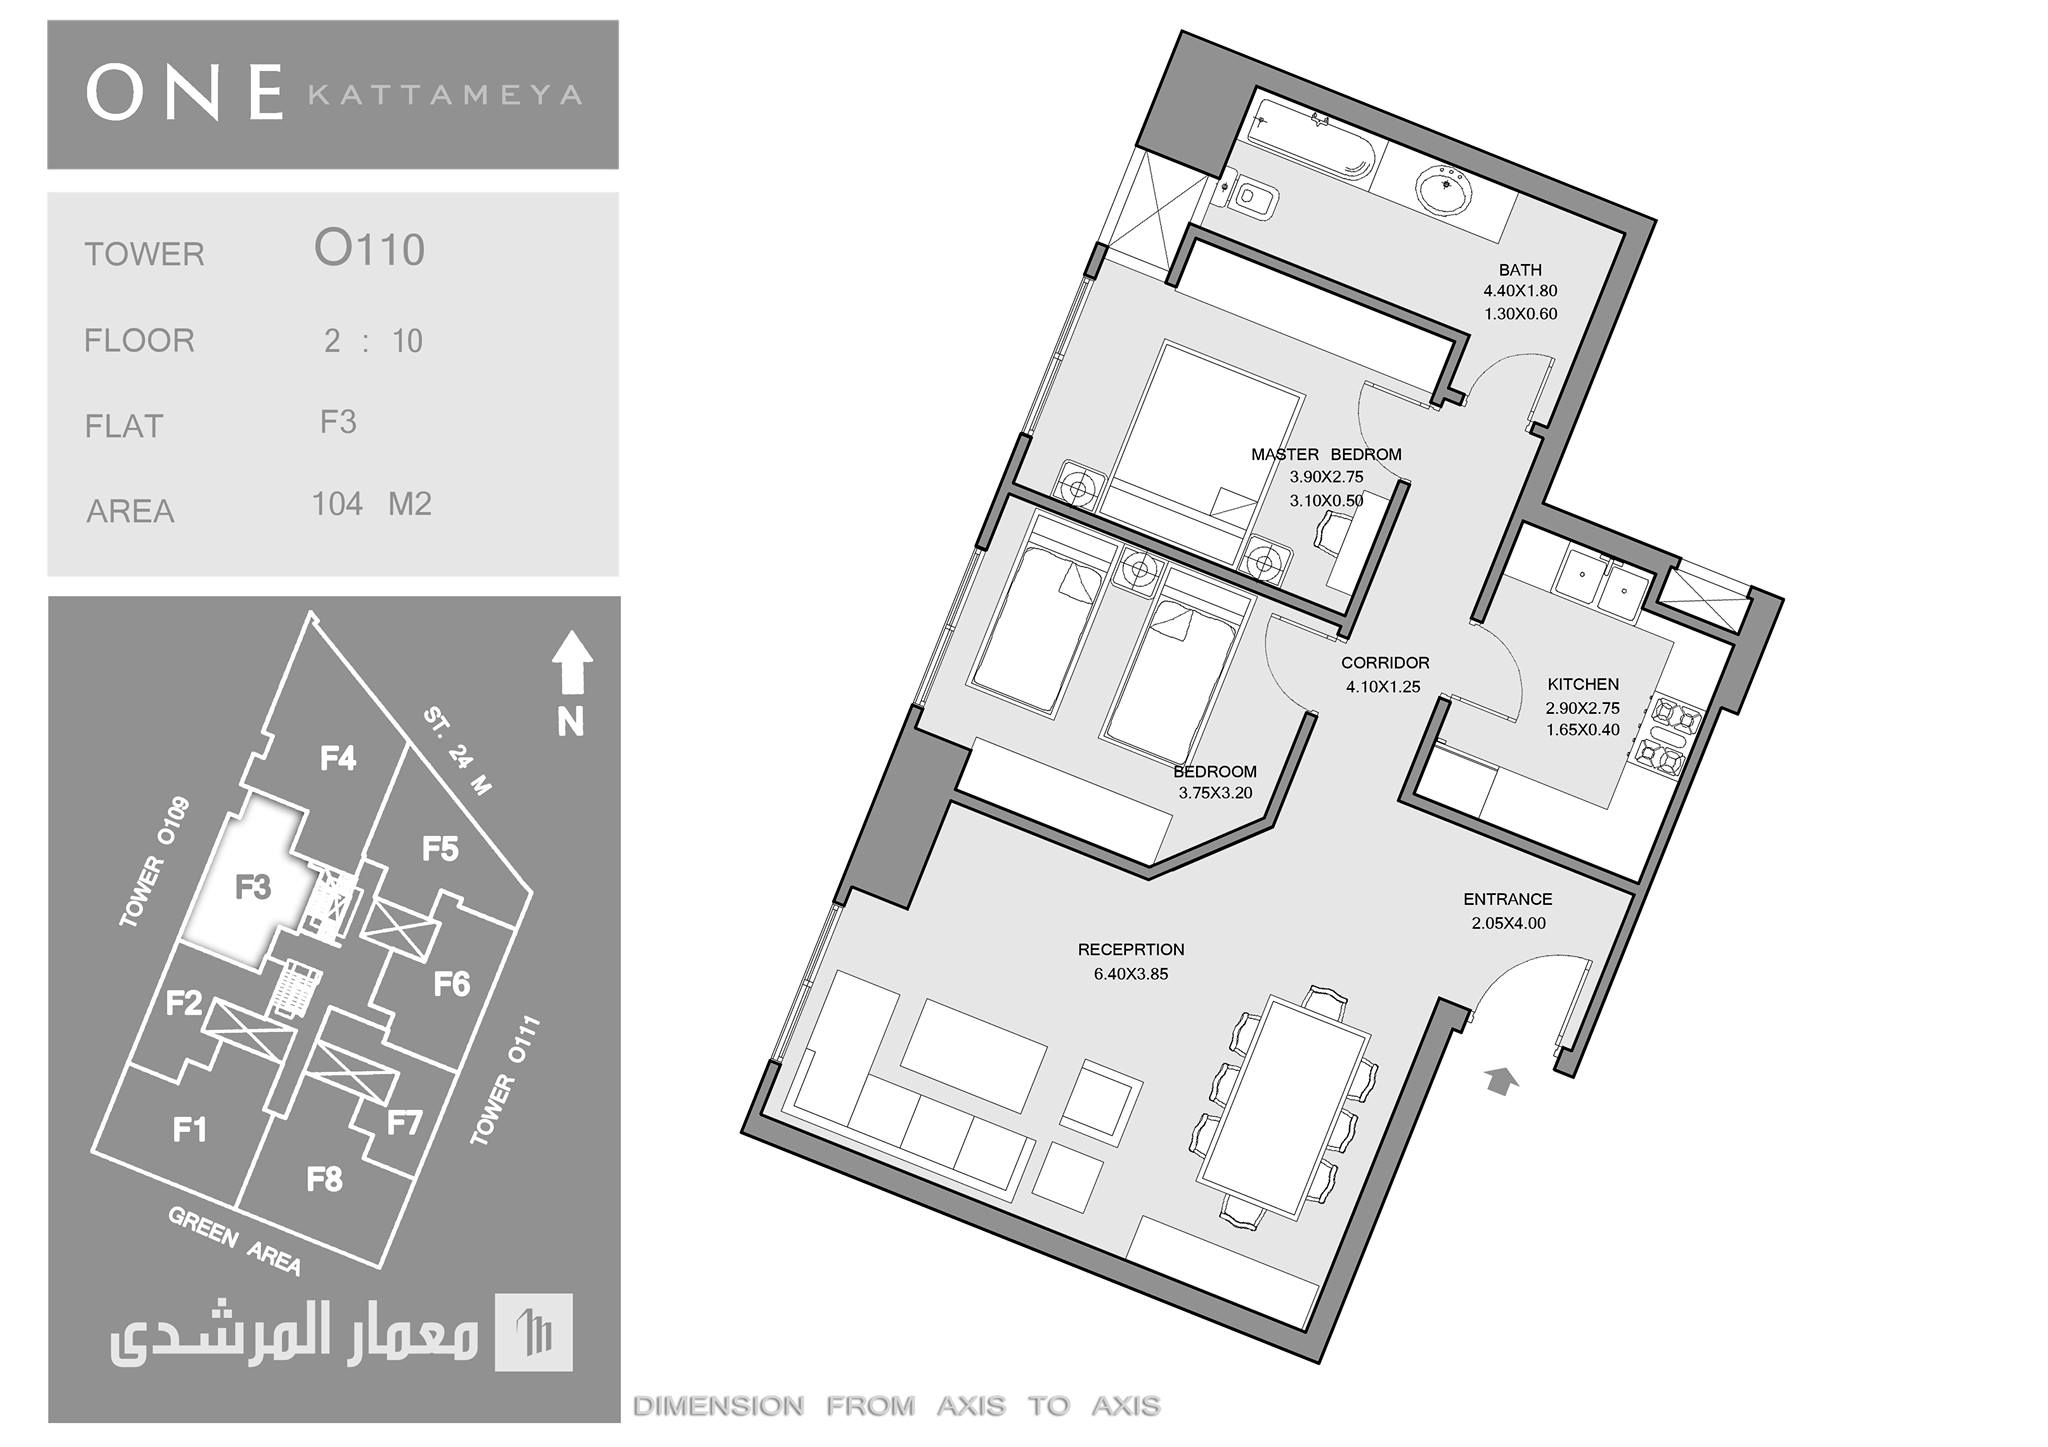 ONE KATTAMEYA
TOWER O110
FLOOR 2 : 10
FLAT F3
AREA 104 M2
N
ST. 24 M
F4
TOWER O109
F5
F3
F6
F2
TOWER O111
F1
F7
F8
GREEN AREA
معمار المرشدى
BATH
4.40X1.80
1.30X0.60
MASTER BEDROM
3.90X2.75
3.10X0.50
CORRIDOR
4.10X1.25
KITCHEN
2.90X2.75
1.65X0.40
BEDROOM
3.75X3.20
ENTRANCE
2.05X4.00
RECEPRTION
6.40X3.85
DIMENSION FROM AXIS TO AXIS